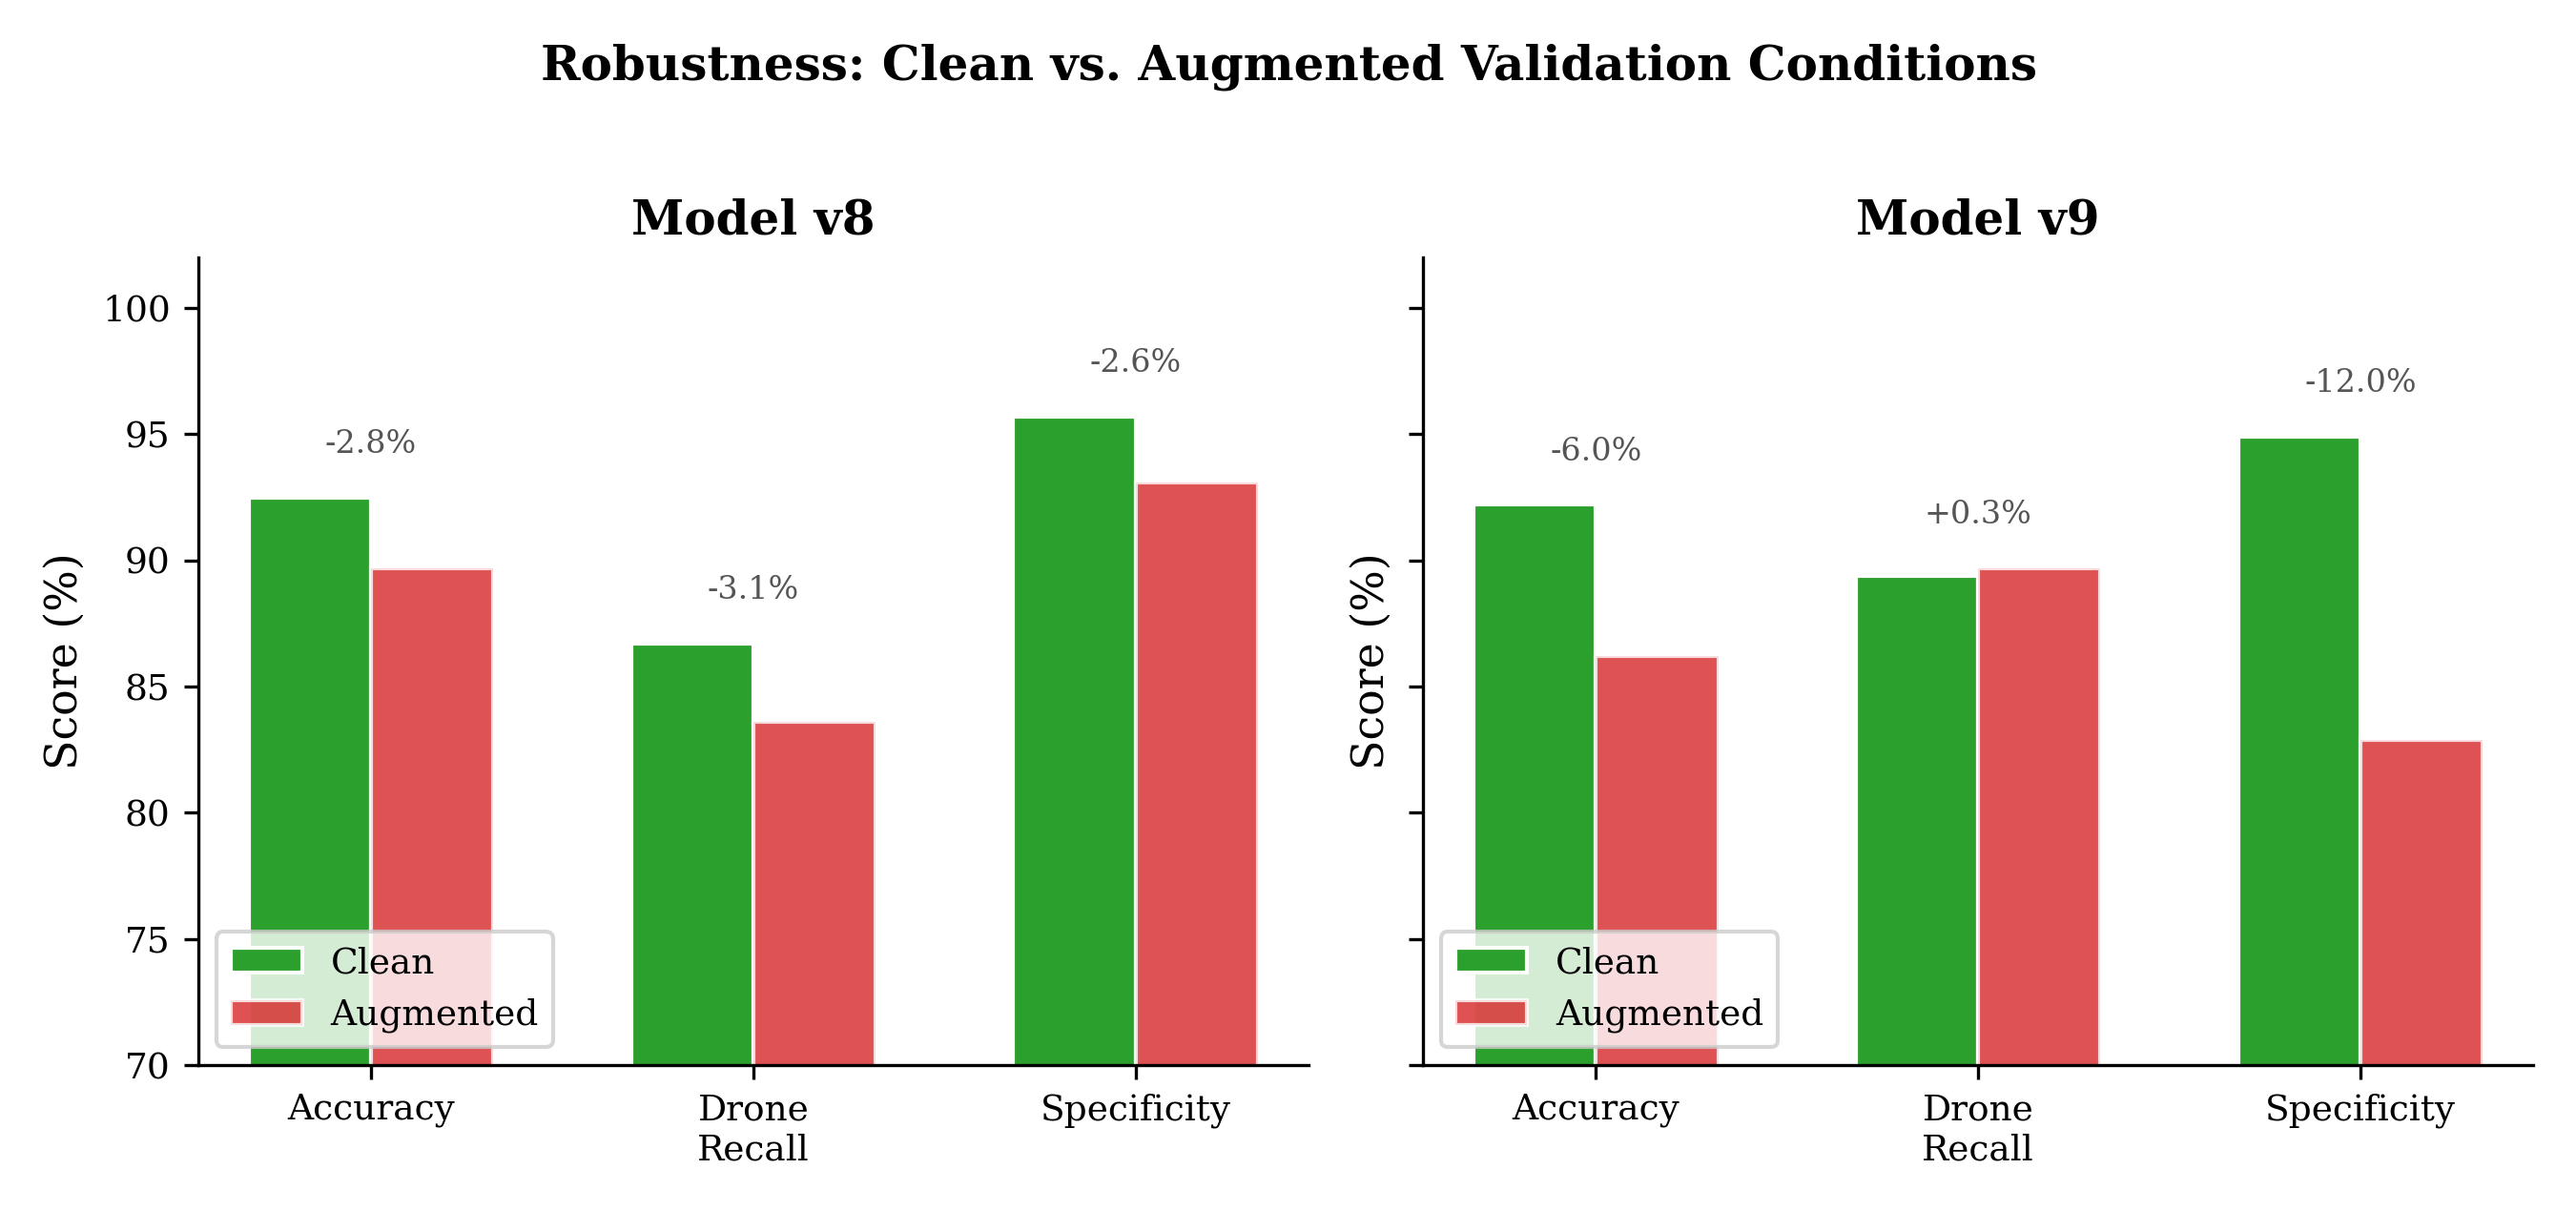 Robustness: Clean vs. Augmented Validation Conditions
Model v8
Score (%)
100
95
90
85
80
75
70
-2.8%
-3.1%
-2.6%
Clean
Augmented
Accuracy
Drone
Recall
Specificity
Model v9
Score (%)
-6.0%
+0.3%
-12.0%
Clean
Augmented
Accuracy
Drone
Recall
Specificity